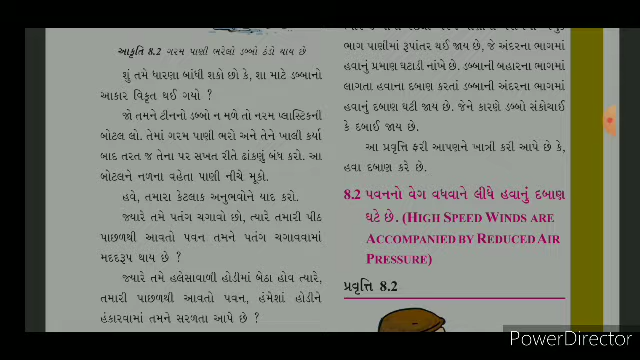 આકૃતિ 8.2 ગરમ પાણી ભરેલો ડબ્બો ઠંડો થાય છે
શું તમે ધારણા બાંધી શકો છો કે, શા માટે ડબ્બાનો
આકાર વિકૃત થઈ ગયો ?
જો તમને ટીનનો ડબ્બો ન મળે તો નરમ પ્લાસ્ટિકની
બોટલ લો. તેમાં ગરમ પાણી ભરો અને તેને ખાલી કર્યા
બાદ તરત જ તેના પર સખત રીતે ઢાંકણું બંધ કરો. આ
બોટલને નળના વહેતા પાણી નીચે મૂકો.
હવે, તમારા કેટલાક અનુભવોને યાદ કરો.
જ્યારે તમે પતંગ ચગાવો છો, ત્યારે તમારી પીઠ
પાછળથી આવતો પવન તમને પતંગ ચગાવવામાં
મદદરૂપ થાય છે ?
જ્યારે તમે હલેસાવાળી હોડીમાં બેઠા હોવ ત્યારે,
તમારી પાછળથી આવતો પવન, હંમેશાં હોડીને
હંકારવામાં તમને સરળતા આપે છે ?
ભાગ પાણીમાં રૂપાંતર થઈ જાય છે, જે અંદરના ભાગમાં
હવાનું પ્રમાણ ઘટાડી નાંખે છે. ડબ્બાની બહારના ભાગમાં
લાગતા હવાના દબાણ કરતાં ડબ્બાની અંદરના ભાગમાં
હવાનું દબાણ ઘટી જાય છે. જેને કારણે ડબ્બો સંકોચાઈ
કે દબાઈ જાય છે.
આ પ્રવૃત્તિ ફરી આપણને ખાત્રી કરી આપે છે કે,
હવા દબાણ કરે છે.
8.2 પવનનો વેગ વધવાને લીધે હવાનું દબાણ
ઘટે છે. (HIGH SPEED WINDS ARE
ACCOMPANIED BY REDUCED AIR
PRESSURE)
પ્રવૃત્તિ 8.2
PowerDirector